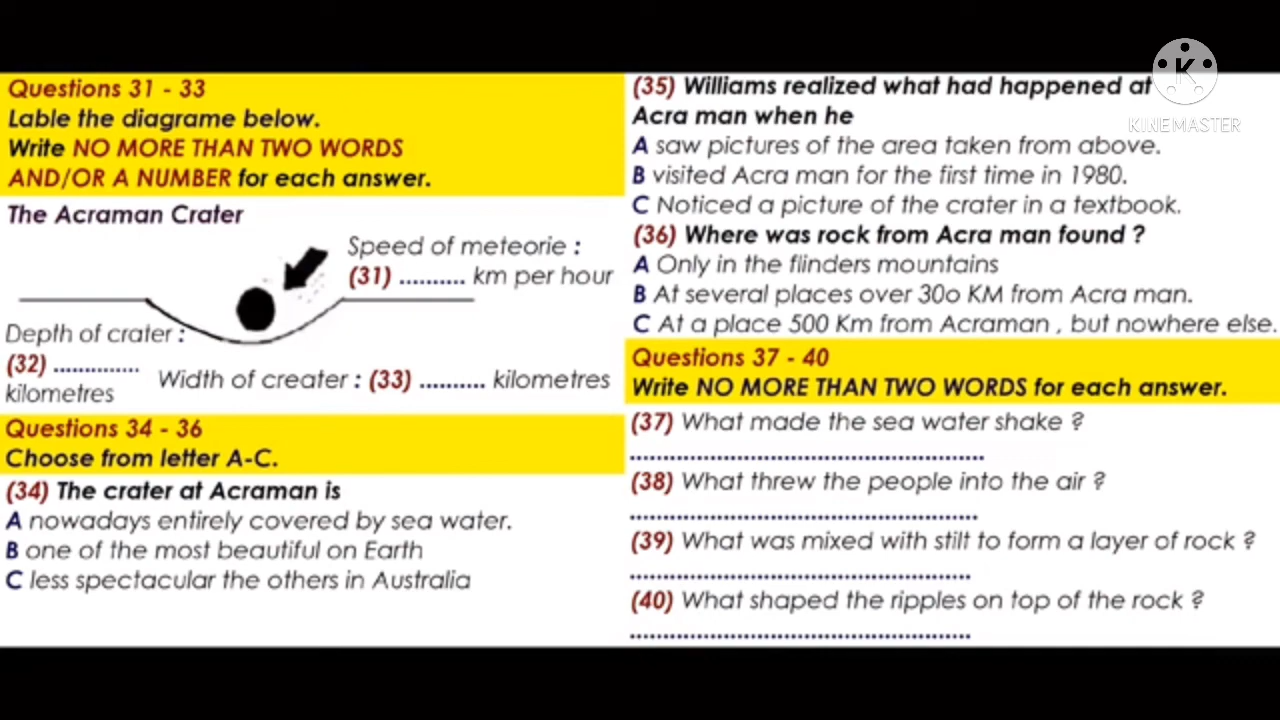 Questions 31 - 33
Lable the diagrame below.
Write NO MORE THAN TWO WORDS
AND/OR A NUMBER for each answer.
The Acraman Crater
Speed of meteorie :
(31) .......... km per hour
Depth of crater :
(32) ...............
kilometres
Width of creater : (33) .......... kilometres
Questions 34 - 36
Choose from letter A-C.
(34) The crater at Acraman is
A nowadays entirely covered by sea water.
B one of the most beautiful on Earth
C less spectacular the others in Australia
(35) Williams realized what had happened at
Acra man when he
A saw pictures of the area taken from above.
B visited Acra man for the first time in 1980.
C Noticed a picture of the crater in a textbook.
(36) Where was rock from Acra man found ?
A Only in the flinders mountains
B At several places over 30o KM from Acra man.
C At a place 500 Km from Acraman , but nowhere else.
Questions 37 - 40
Write NO MORE THAN TWO WORDS for each answer.
(37) What made the sea water shake ?
......................................................
(38) What threw the people into the air ?
.....................................................
(39) What was mixed with stilt to form a layer of rock ?
....................................................
(40) What shaped the ripples on top of the rock ?
....................................................
K
KINEMASTER